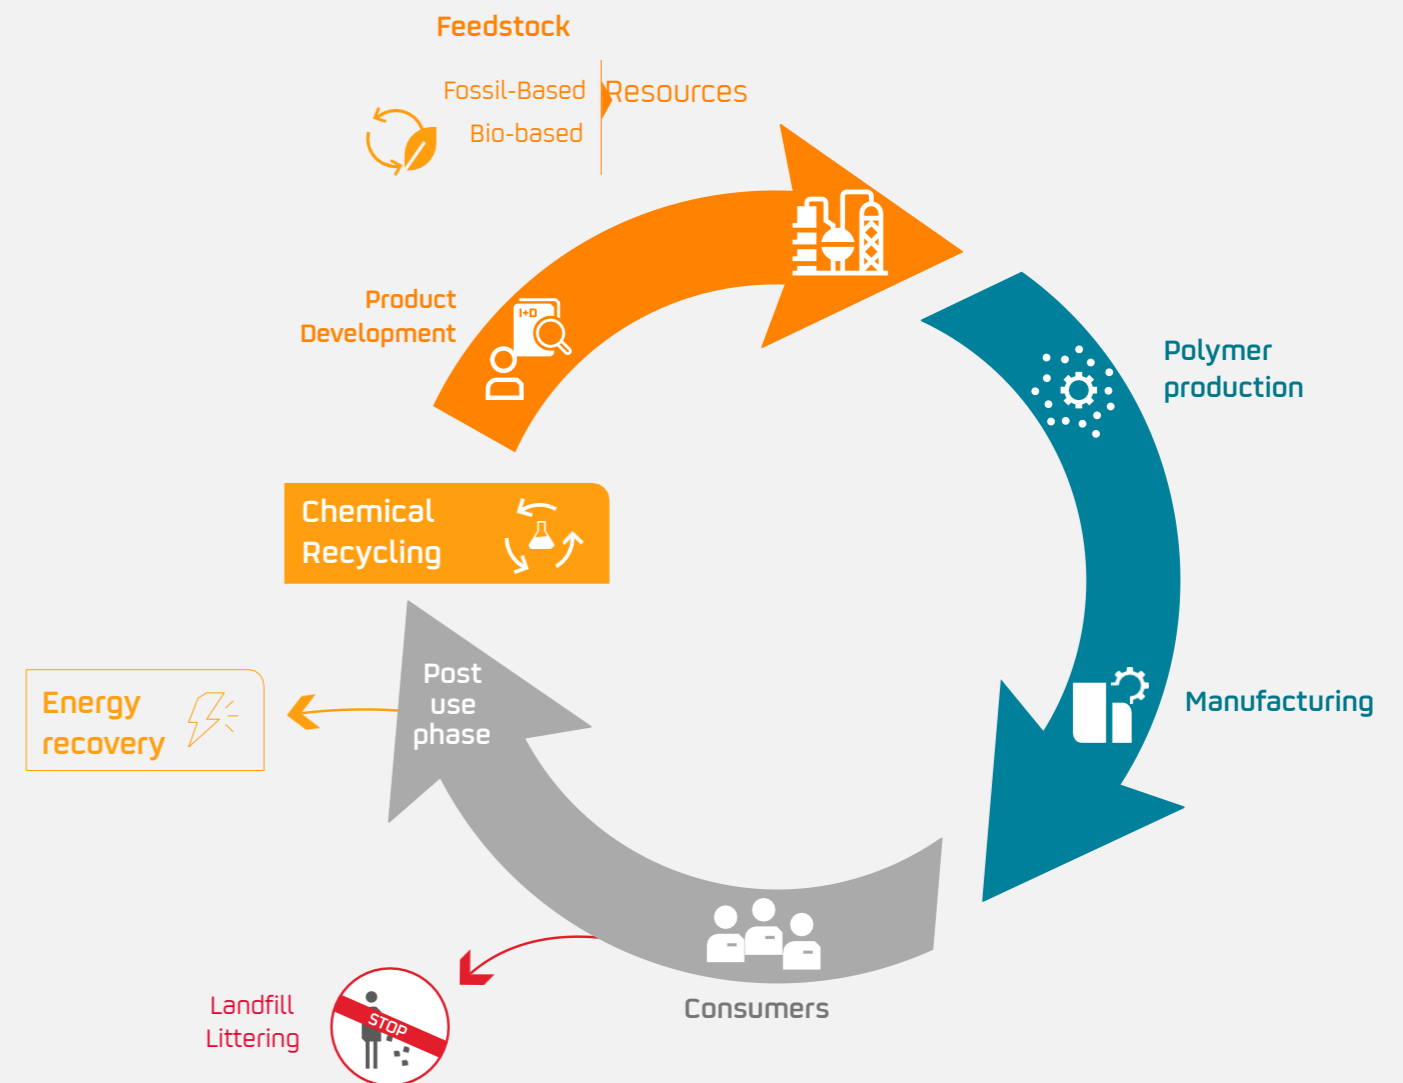 Feedstock
Fossil-Based
Resources
Bio-based
Product
Development
I+D
Polymer
production
Chemical
Recycling
Post
use
phase
Energy
recovery
Manufacturing
Consumers
Landfill
Littering
STOP